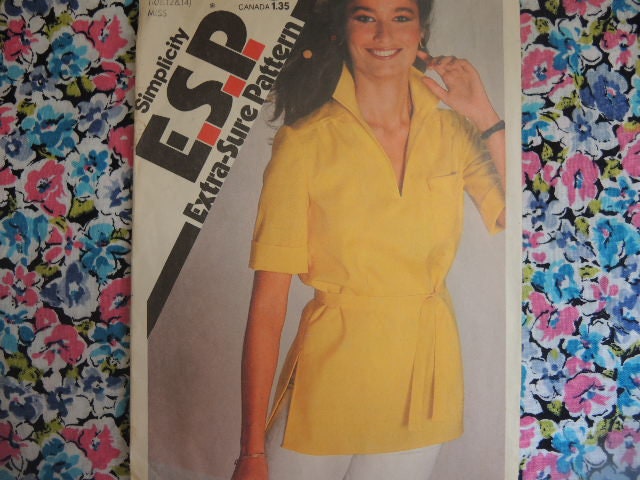 MISS
CANADA 1.35
Simplicity
E.S.P.
Extra-Sure Pattern